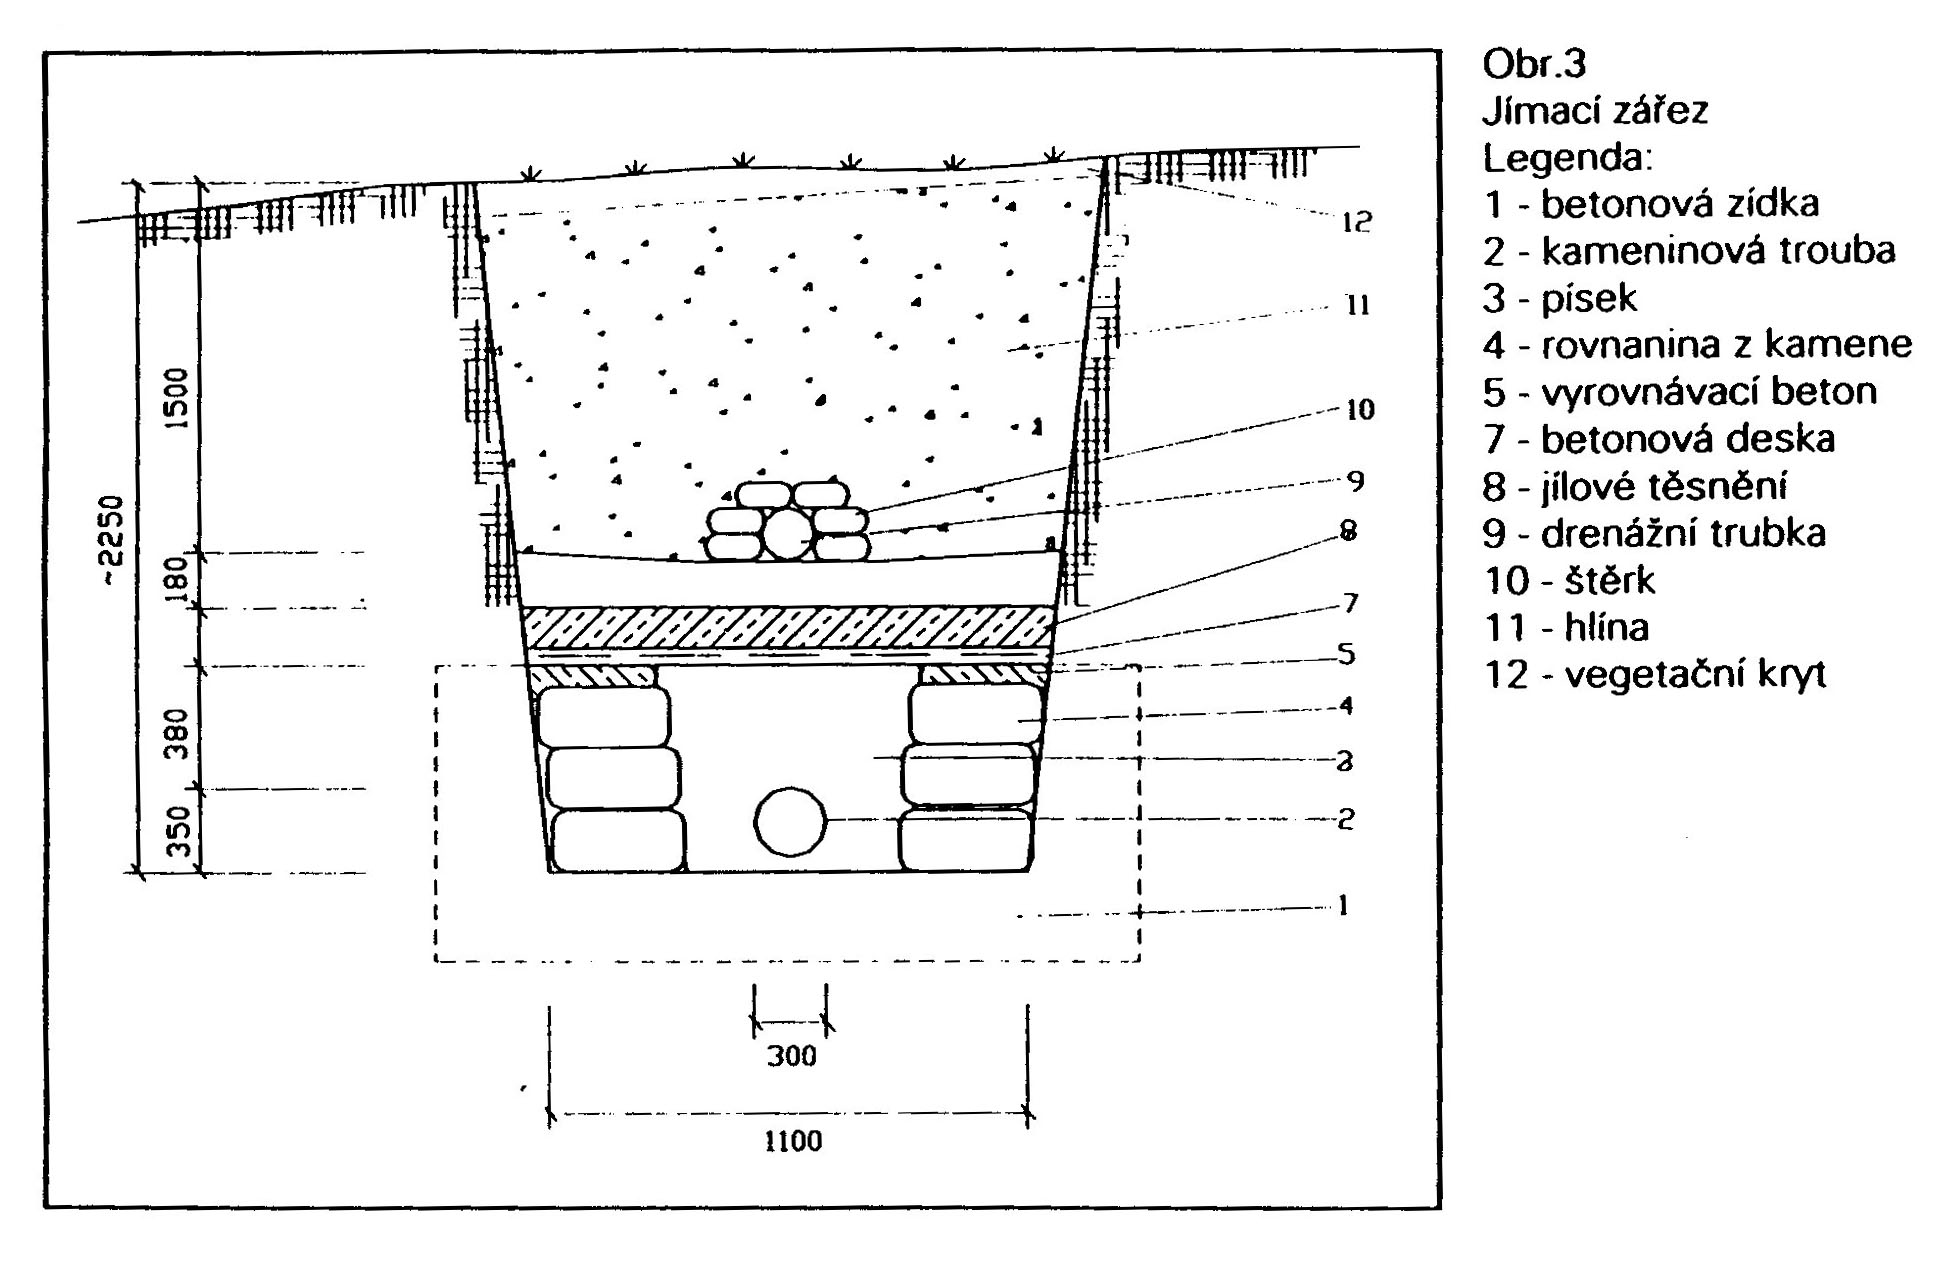 Obr.3
Jímací zářez
Legenda:
1 - betonová zídka
2 - kameninová trouba
3 - písek
4 - rovnanina z kamene
5 - vyrovnávací beton
7 - betonová deska
8 - jílové těsnění
9 - drenážní trubka
10 - štěrk
11 - hlína
12 - vegetační kryt
12
11
10
9
8
7
5
4
3
2
1
~2250
1500
180
380
350
300
1100